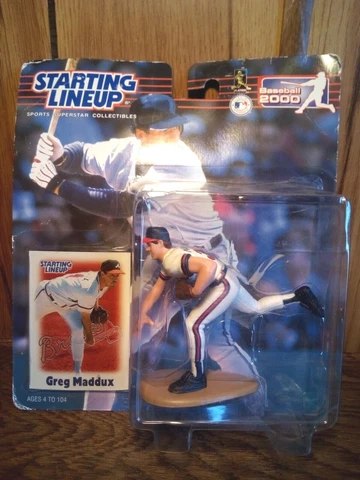 STARTING
LINEUP
SPORTS SUPERSTAR COLLECTIBLES
Baseball
2000
STARTING
LINEUP
Greg Maddux
AGES 4 TO 104